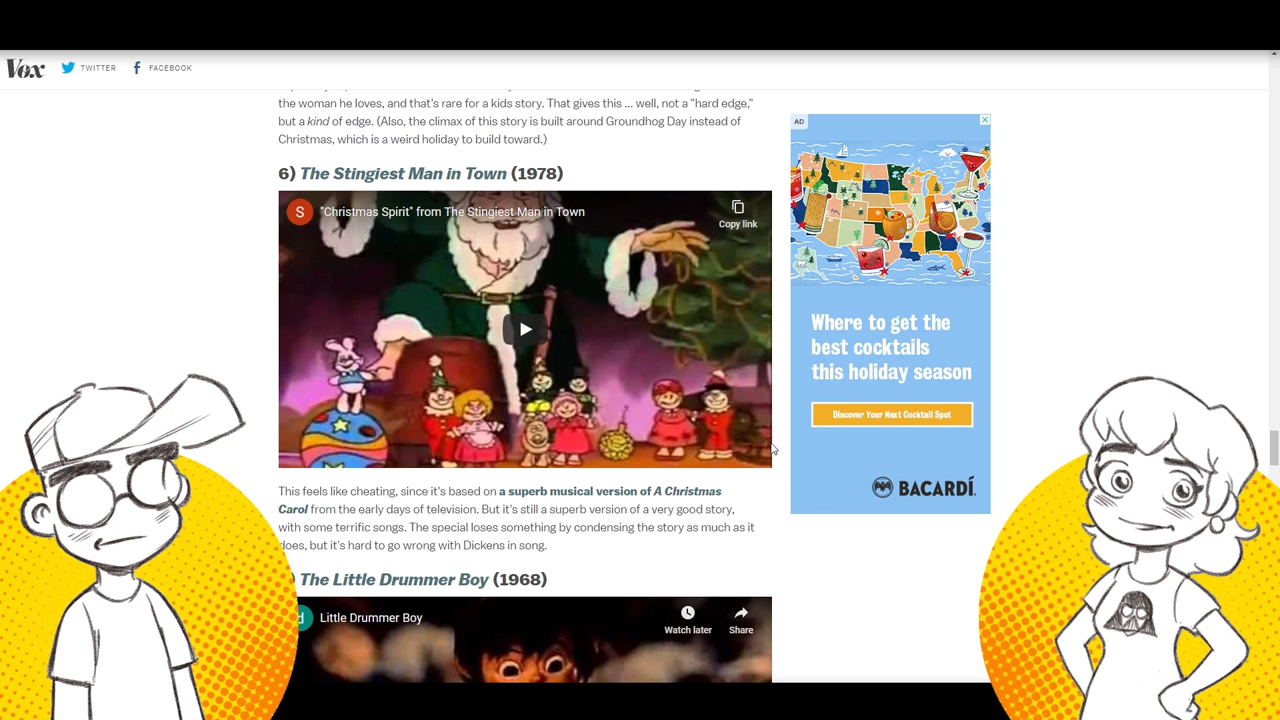 Vox TWITTER FACEBOOK
the woman he loves, and that's rare for a kids story. That gives this ... well, not a "hard edge,"
but a kind of edge. (Also, the climax of this story is built around Groundhog Day instead of
Christmas, which is a weird holiday to build toward.)
6) The Stingiest Man in Town (1978)
S "Christmas Spirit" from The Stingiest Man in Town
Copy link
This feels like cheating, since it's based on a superb musical version of A Christmas
Carol from the early days of television. But it's still a superb version of a very good story,
with some terrific songs. The special loses something by condensing the story as much as it
does, but it's hard to go wrong with Dickens in song.
) The Little Drummer Boy (1968)
d Little Drummer Boy
Watch later Share
AD
Where to get the
best cocktails
this holiday season
Discover Your Next Cocktail Spot
BACARDÍ